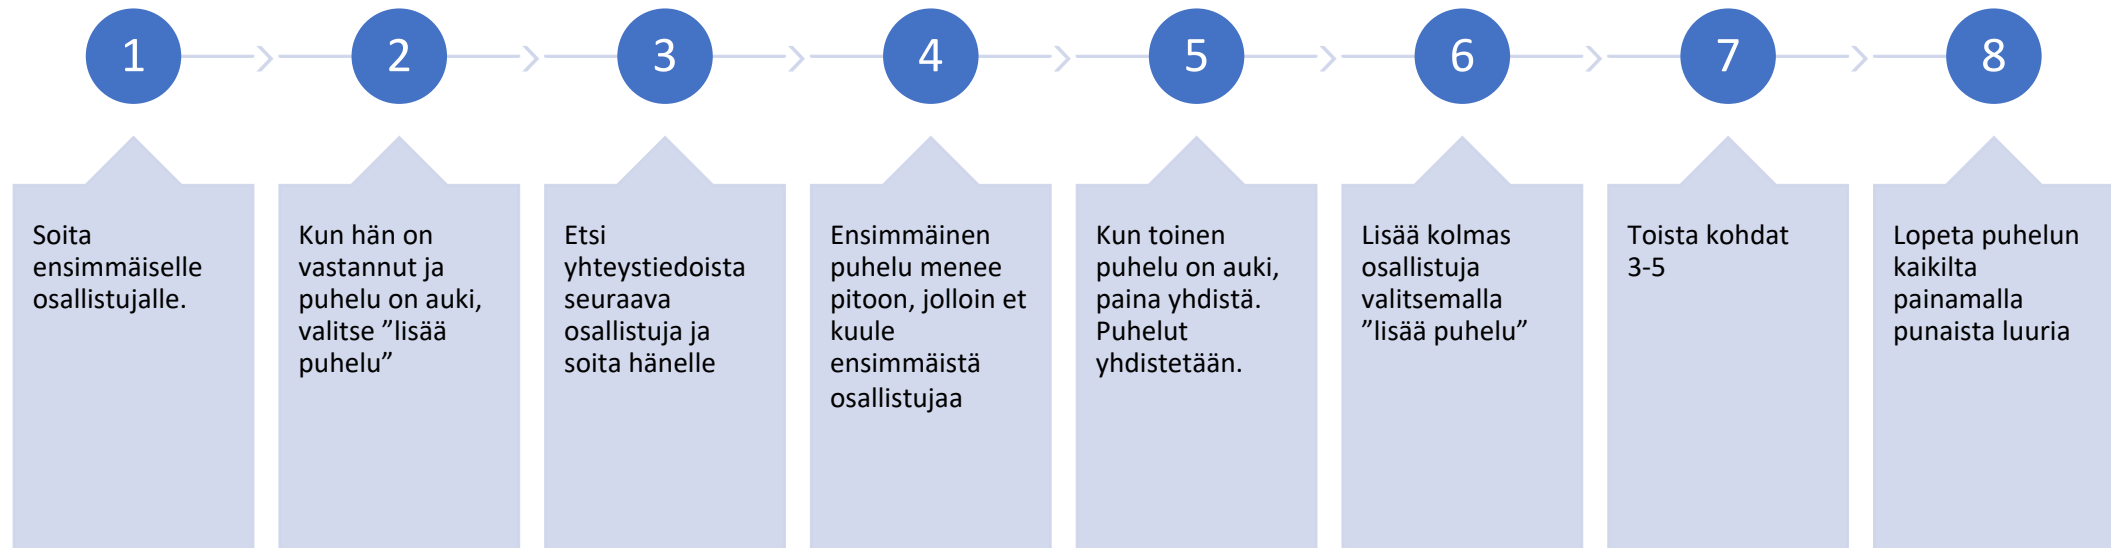 1
2
3
4
5
6
7
8
Soita
ensimmäiselle
osallistujalle.
Kun hän on
vastannut ja
puhelu on auki,
valitse ”lisää
puhelu”
Etsi
yhteystiedoista
seuraava
osallistuja ja
soita hänelle
Ensimmäinen
puhelu menee
pitoon, jolloin et
kuule
ensimmäistä
osallistujaa
Kun toinen
puhelu on auki,
paina yhdistä.
Puhelut
yhdistetään.
Lisää kolmas
osallistuja
valitsemalla
”lisää puhelu”
Toista kohdat
3-5
Lopeta puhelun
kaikilta
painamalla
punaista luuria